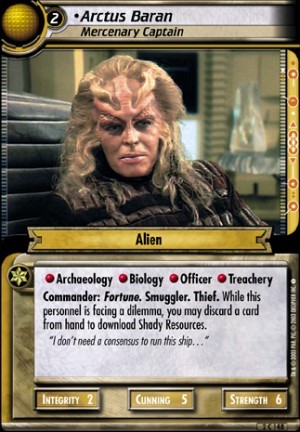 2 •Arctus Baran
Mercenary Captain
Alien
Archaeology Biology Officer Treachery
Commander: Fortune. Smuggler. Thief. While this
personnel is facing a dilemma, you may discard a card
from hand to download Shady Resources.
"I don't need a consensus to run this ship…"
INTEGRITY 2 CUNNING 5 STRENGTH 6